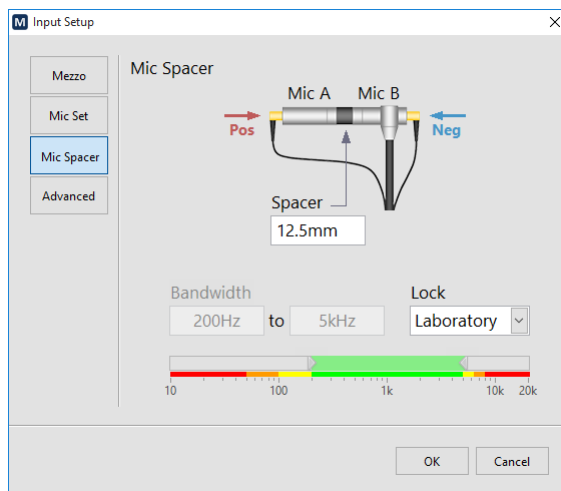 M Input Setup
Mezzo
Mic Set
Mic Spacer
Advanced
Mic Spacer
Mic A Mic B
Pos
Neg
Spacer
12.5mm
Bandwidth
Lock
200Hz to 5kHz
Laboratory
10 100 1k 10k 20k
OK Cancel